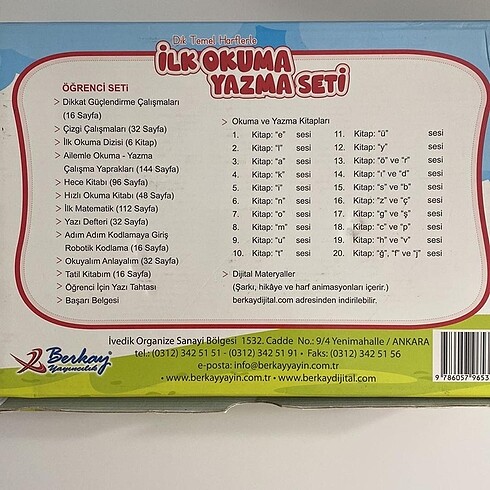 Dik Temel Harflerle
İLK OKUMA
YAZMA SETİ
ÖĞRENCİ SETİ
> Dikkat Güçlendirme Çalışmaları
(16 Sayfa)
> Çizgi Çalışmaları (32 Sayfa)
> İlk Okuma Dizisi (6 Kitap)
> Ailemle Okuma - Yazma
Çalışma Yaprakları (144 Sayfa)
> Hece Kitabı (96 Sayfa)
> Hızlı Okuma Kitabı (48 Sayfa)
> İlk Matematik (112 Sayfa)
> Yazı Defteri (32 Sayfa)
> Adım Adım Kodlamaya Giriş
Robotik Kodlama (16 Sayfa)
> Okuyalım Anlayalım (32 Sayfa)
> Tatil Kitabım (16 Sayfa)
> Öğrenci İçin Yazı Tahtası
> Başarı Belgesi
> Okuma ve Yazma Kitapları
1. Kitap: "e" sesi
2. Kitap: "l" sesi
3. Kitap: "a" sesi
4. Kitap: "k" sesi
5. Kitap: "i" sesi
6. Kitap: "n" sesi
7. Kitap: "o" sesi
8. Kitap: "m" sesi
9. Kitap: "u" sesi
10. Kitap: "t" sesi
11. Kitap: "ü" sesi
12. Kitap: "y" sesi
13. Kitap: "ö" ve "r" sesi
14. Kitap: "ı" ve "d" sesi
15. Kitap: "s" ve "b" sesi
16. Kitap: "z" ve "ç" sesi
17. Kitap: "g" ve "ş" sesi
18. Kitap: "c" ve "p" sesi
19. Kitap: "h" ve "v" sesi
20. Kitap: "ğ", "f" ve "j" sesi
> Dijital Materyaller
(Şarkı, hikâye ve harf animasyonları içerir.)
berkaydijital.com adresinden indirilebilir.
Berkay
Yayıncılık
İvedik Organize Sanayi Bölgesi 1532. Cadde No.: 9/4 Yenimahalle / ANKARA
tel.: (0312) 342 51 51 - (0312) 342 51 91 • Faks: (0312) 342 51 56
e-posta: info@berkayyayin.com.tr
• www.berkayyayin.com.tr • www.berkaydijital.com
9 786057 9653